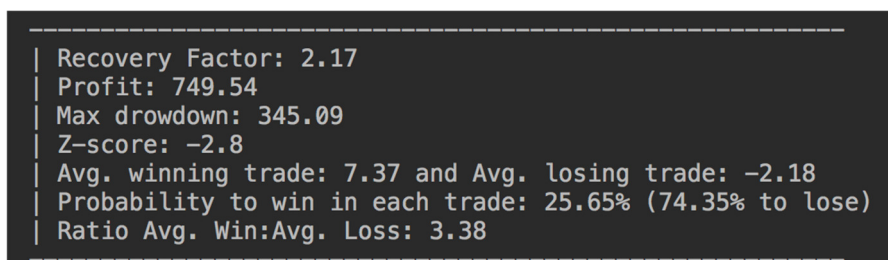 | Recovery Factor: 2.17
| Profit: 749.54
| Max drowdown: 345.09
| Z-score: -2.8
| Avg. winning trade: 7.37 and Avg. losing trade: -2.18
| Probability to win in each trade: 25.65% (74.35% to lose)
| Ratio Avg. Win:Avg. Loss: 3.38